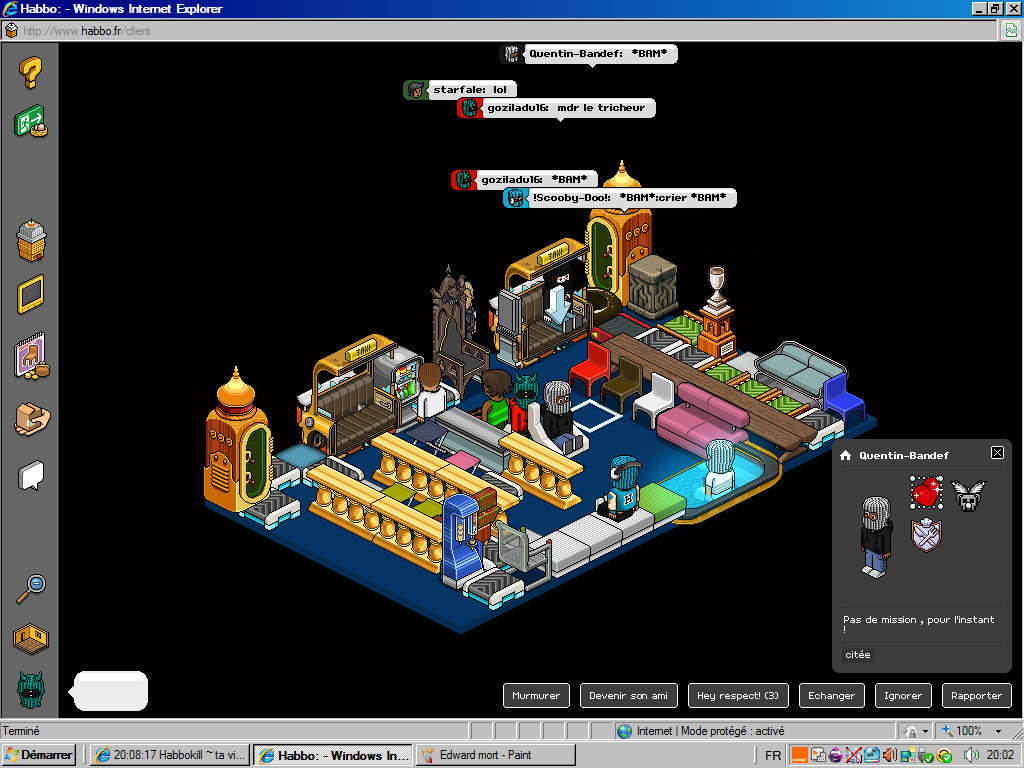 Habbo: - Windows Internet Explorer
http://www.habbo.fr/client
Quentin-Bandef: *BAM*
starfale: lol
goziladu16: mdr le tricheur
goziladu16: *BAM*
!Scooby-Doo!: *BAM*:crier *BAM*
TAXI
TAXI
H
Quentin-Bandef
Pas de mission , pour l'instant
!
citée
Murmurer
Devenir son ami
Hey respect! (3)
Echanger
Ignorer
Rapporter
Terminé
Internet | Mode protégé : activé
100%
Démarrer
20:08:17 Habbokill ~ta vi...
Habbo: - Windows In...
Edward mort - Paint
FR
20:02